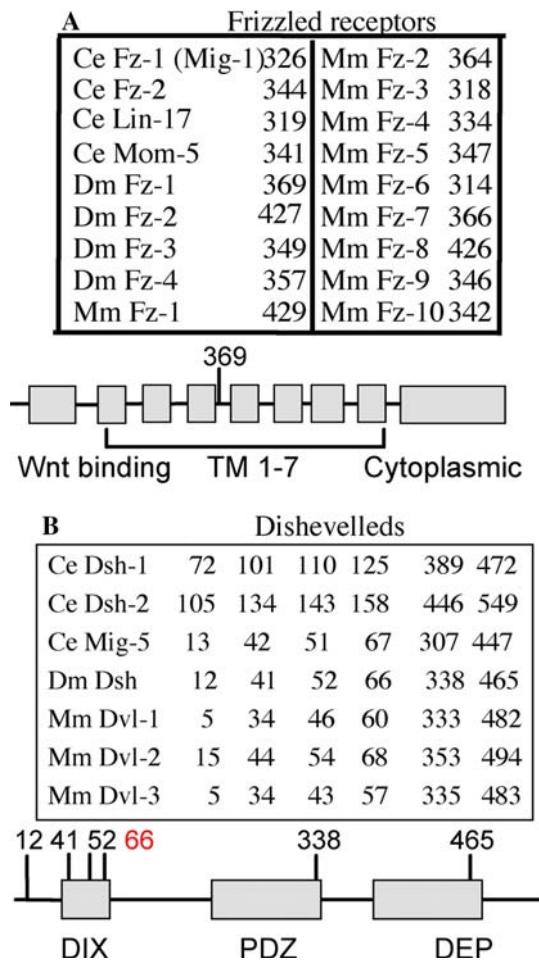 A Frizzled receptors
Ce Fz-1 (Mig-1) 326 Mm Fz-2 364
Ce Fz-2 344 Mm Fz-3 318
Ce Lin-17 319 Mm Fz-4 334
Ce Mom-5 341 Mm Fz-5 347
Dm Fz-1 369 Mm Fz-6 314
Dm Fz-2 427 Mm Fz-7 366
Dm Fz-3 349 Mm Fz-8 426
Dm Fz-4 357 Mm Fz-9 346
Mm Fz-1 429 Mm Fz-10 342
369
Wnt binding TM 1-7 Cytoplasmic
B Dishevelleds
Ce Dsh-1 72 101 110 125 389 472
Ce Dsh-2 105 134 143 158 446 549
Ce Mig-5 13 42 51 67 307 447
Dm Dsh 12 41 52 66 338 465
Mm Dvl-1 5 34 46 60 333 482
Mm Dvl-2 15 44 54 68 353 494
Mm Dvl-3 5 34 43 57 335 483
12 41 52 66 338 465
DIX PDZ DEP